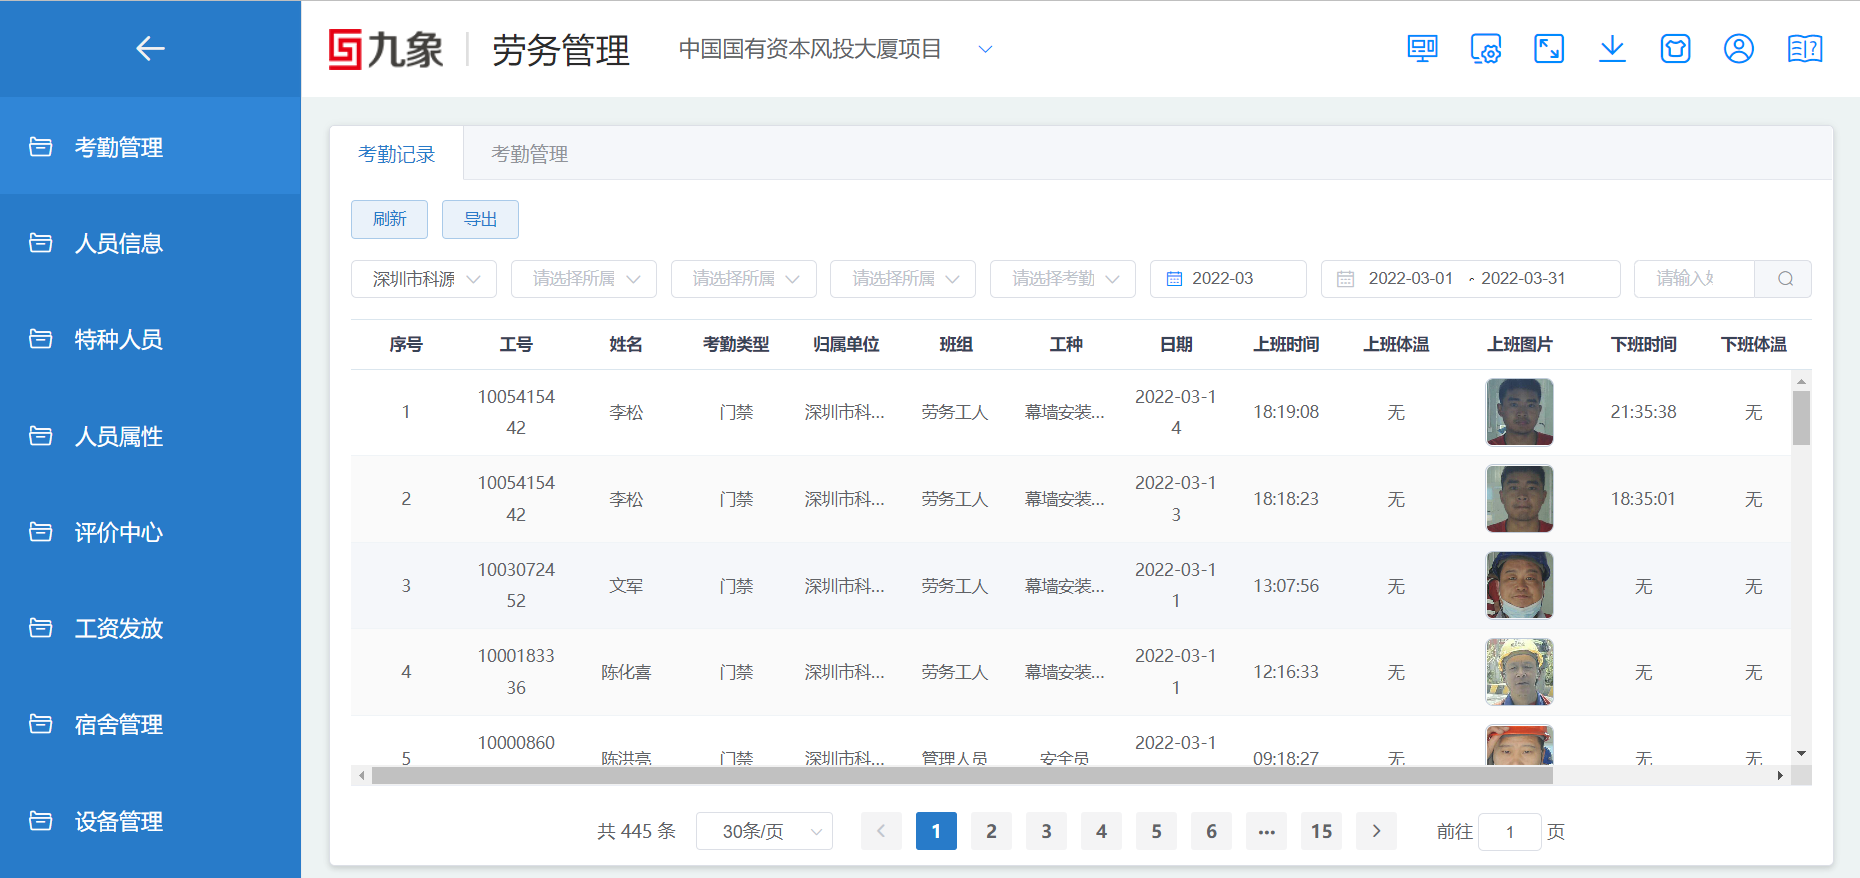 九象 劳务管理 中国国有资本风投大厦项目
考勤管理
人员信息
特种人员
人员属性
评价中心
工资发放
宿舍管理
设备管理
考勤记录 考勤管理
刷新 导出
深圳市科源 请选择所属 请选择所属 请选择所属 请选择考勤 2022-03 2022-03-01 ~ 2022-03-31 请输入
序号 工号 姓名 考勤类型 归属单位 班组 工种 日期 上班时间 上班体温 上班图片 下班时间 下班体温
1 1005415442 李松 门禁 深圳市科... 劳务工人 幕墙安装... 2022-03-14 18:19:08 无 21:35:38 无
2 1005415442 李松 门禁 深圳市科... 劳务工人 幕墙安装... 2022-03-13 18:18:23 无 18:35:01 无
3 1003072452 文军 门禁 深圳市科... 劳务工人 幕墙安装... 2022-03-11 13:07:56 无 无 无
4 1000183336 陈化喜 门禁 深圳市科... 劳务工人 幕墙安装... 2022-03-11 12:16:33 无 无 无
5 10000860 陈洪亮 门禁 深圳市科... 管理人员 安全员 2022-03-1 09:18:27 无 无 无
共 445 条 30条/页 1 2 3 4 5 6 ... 15 前往 1 页